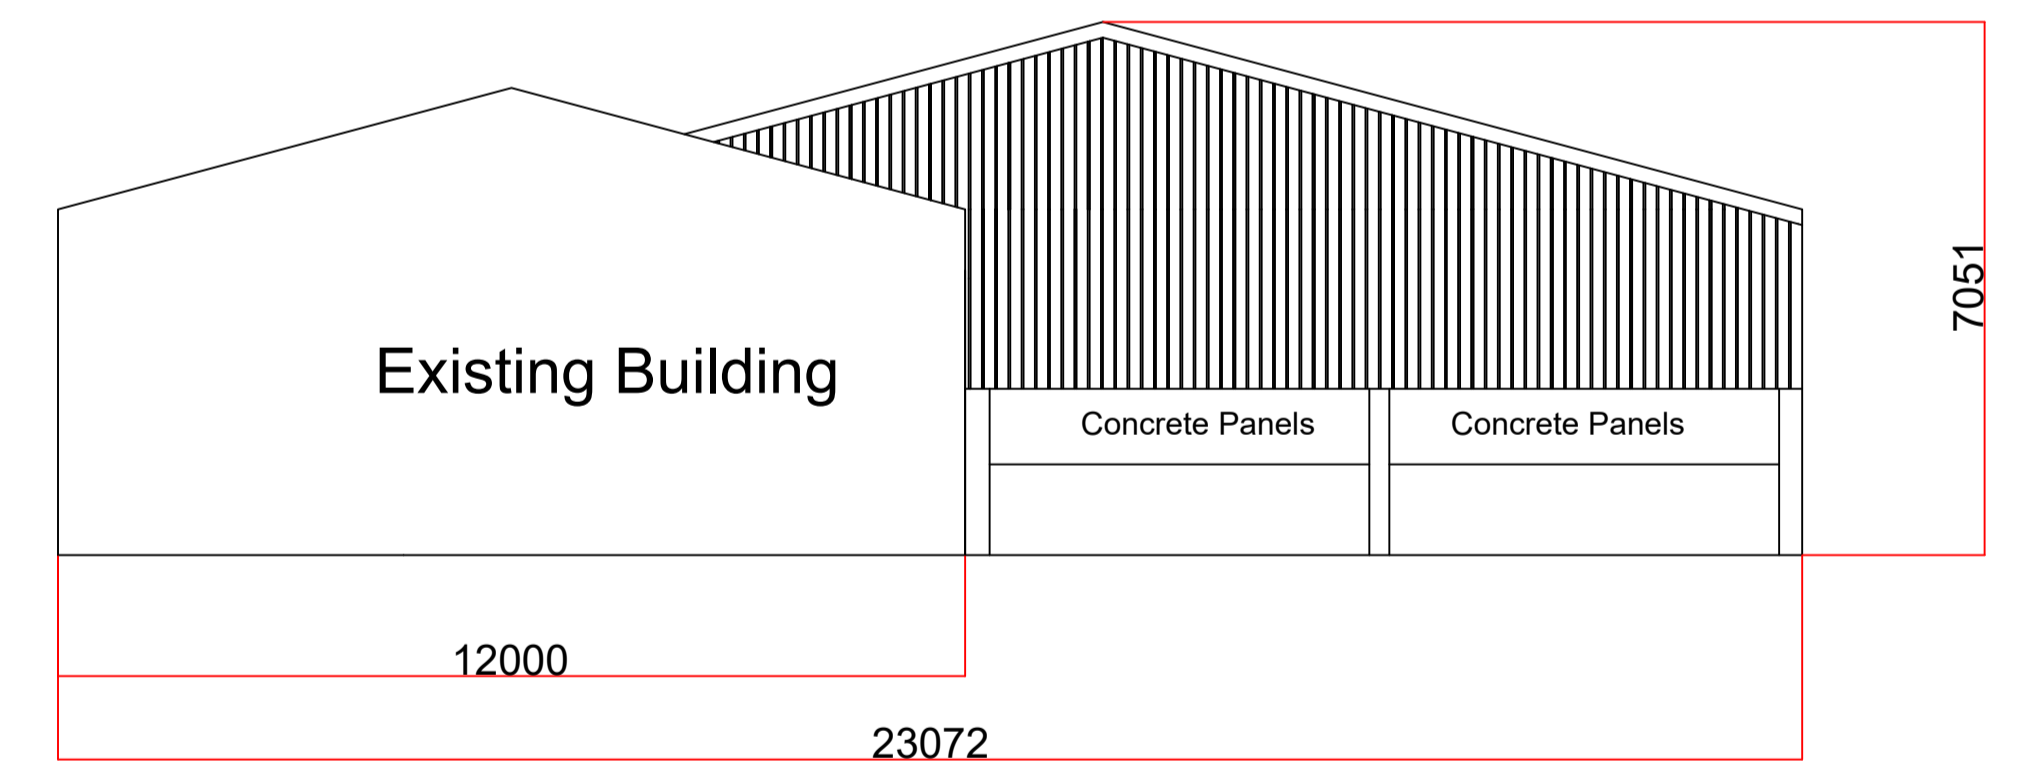 7051
Existing Building
Concrete Panels
Concrete Panels
12000
23072